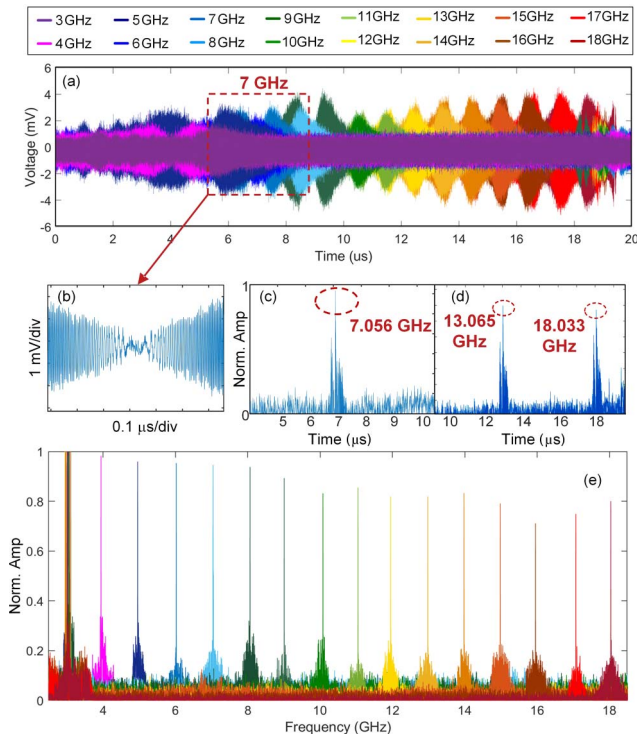 3GHz 5GHz 7GHz 9GHz 11GHz 13GHz 15GHz 17GHz
4GHz 6GHz 8GHz 10GHz 12GHz 14GHz 16GHz 18GHz
(a)
7 GHz
Voltage (mV)
6
4
2
0
-2
-4
-6
0 2 4 6 8 10 12 14 16 18 20
Time (us)
(b)
1 mV/div
0.1 μs/div
(c)
7.056 GHz
Norm. Amp
1
0
5 6 7 8 9 10
Time (μs)
(d)
13.065
GHz
18.033
GHz
10 12 14 16 18
Time (μs)
(e)
Norm. Amp
1
0.8
0.6
0.4
0.2
0
4 6 8 10 12 14 16 18
Frequency (GHz)